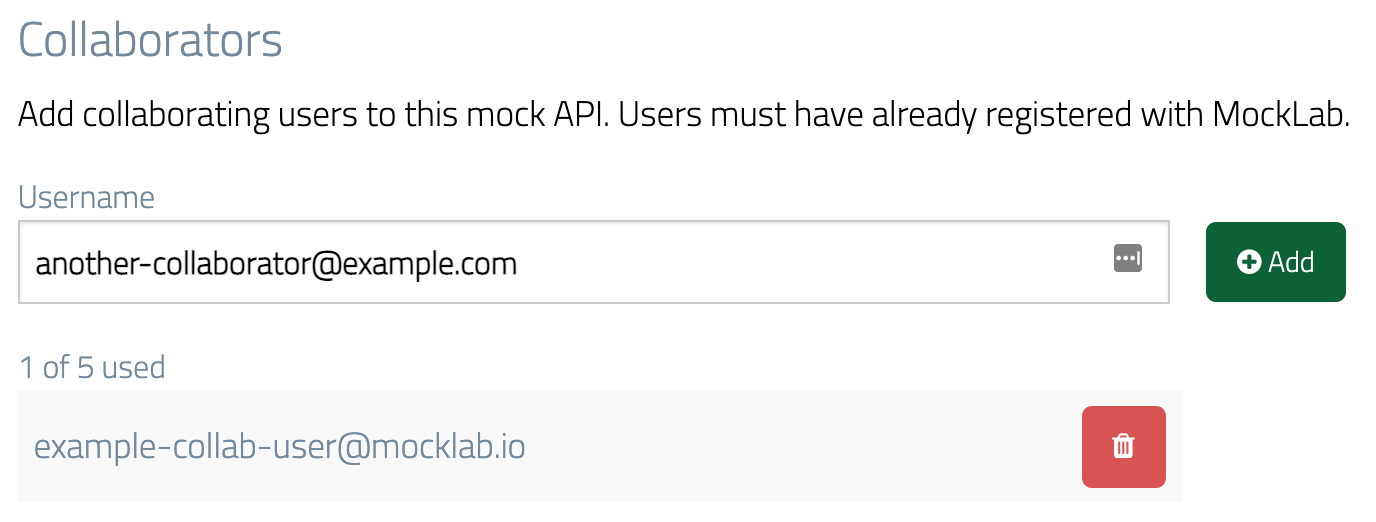 Collaborators
Add collaborating users to this mock API. Users must have already registered with MockLab.
Username
another-collaborator@example.com
Add
1 of 5 used
example-collab-user@mocklab.io